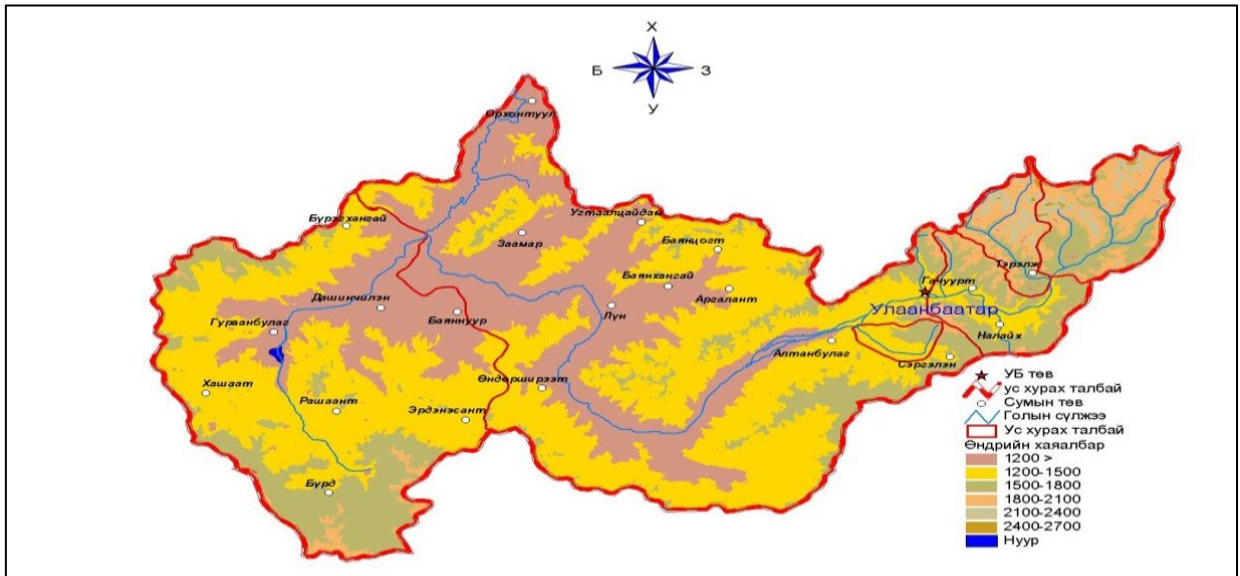 Х
Б
З
У
Орхонтуул
Бүрэгхангай
Угтаалцайдам
Заамар
Баянцогт
Баянхангай
Аргалант
Дашинчилэн
Баяннуур
Лүн
Гурванбулаг
Гачуурт
Тэрэлж
Улаанбаатар
Налайх
Алтанбулаг
Сэргэлэн
Хашаат
Рашаант
Өндөрширээт
Эрдэнэсант
Бүрд
УБ төв
ус хурах талбай
Сумын төв
Голын сүлжээ
Ус хурах талбай
Өндрийн хаялбар
1200 >
1200-1500
1500-1800
1800-2100
2100-2400
2400-2700
Нуур